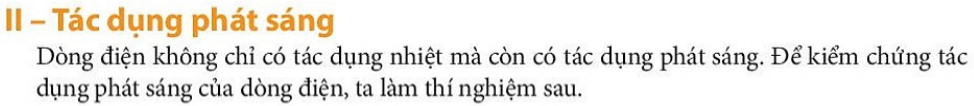 II – Tác dụng phát sáng
Dòng điện không chỉ có tác dụng nhiệt mà còn có tác dụng phát sáng. Để kiểm chứng tác
dụng phát sáng của dòng điện, ta làm thí nghiệm sau.